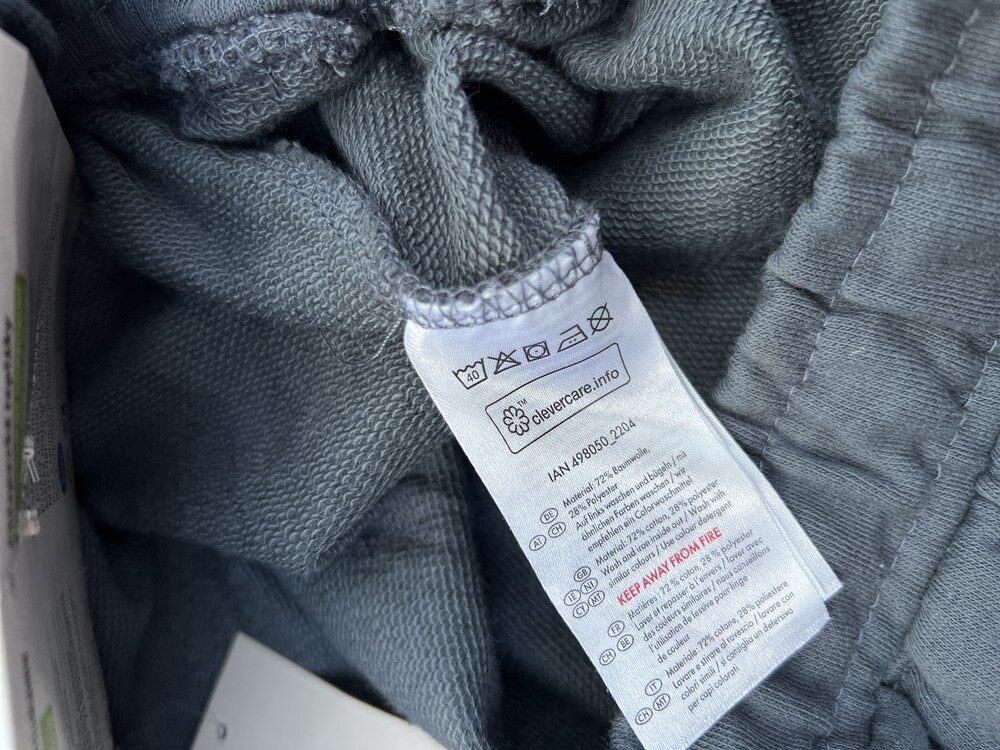 40
clevercare.info
TM
IAN 498050_2204
DE AT CH Material: 72% Baumwolle,
28% Polyester
Auf links waschen und bügeln / mit
ähnlichen Farben waschen / wir
empfehlen ein Colorwaschmittel
GB IE NI CY MT Material: 72% cotton, 28% polyester
Wash and iron inside out / Wash with
similar colours / Use colour detergent
KEEP AWAY FROM FIRE
FR CH BE Matières : 72 % coton, 28 % polyester
Laver et repasser à l'envers / laver avec
des couleurs similaires / nous conseillons
l'utilisation de lessive pour linge
de couleur
IT CH MT Materiale: 72% cotone, 28% poliestere
Lavare e stirare al rovescio / lavare con
colori simili / si consiglia un detersivo
per capi colorati